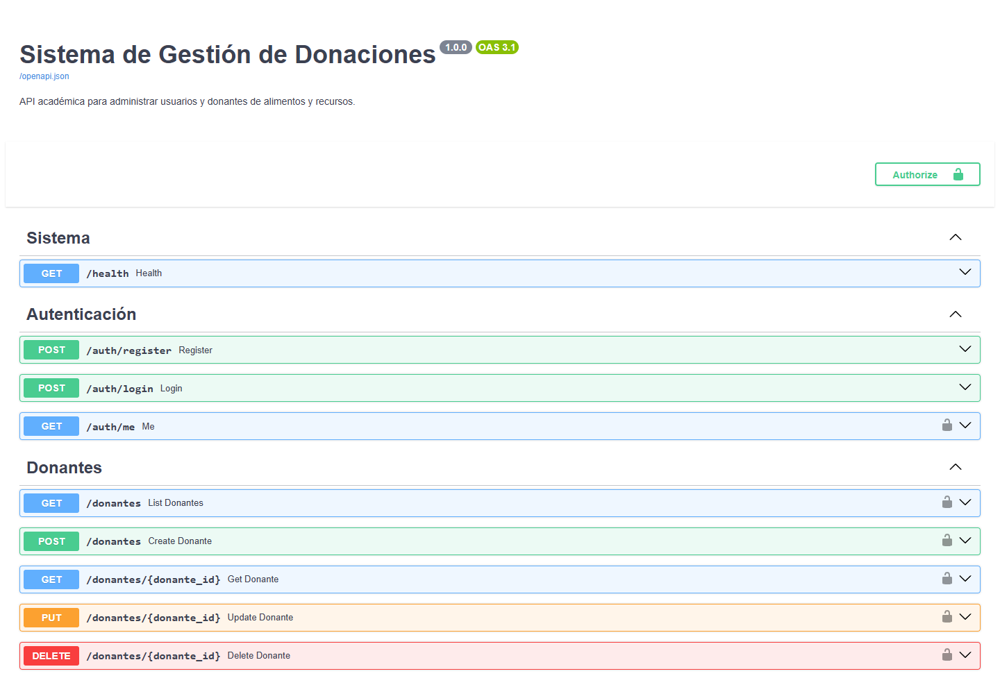 Sistema de Gestión de Donaciones 1.0.0 OAS 3.1
/openapi.json
API académica para administrar usuarios y donantes de alimentos y recursos.
Authorize
Sistema
GET /health Health
Autenticación
POST /auth/register Register
POST /auth/login Login
GET /auth/me Me
Donantes
GET /donantes List Donantes
POST /donantes Create Donante
GET /donantes/{donante_id} Get Donante
PUT /donantes/{donante_id} Update Donante
DELETE /donantes/{donante_id} Delete Donante